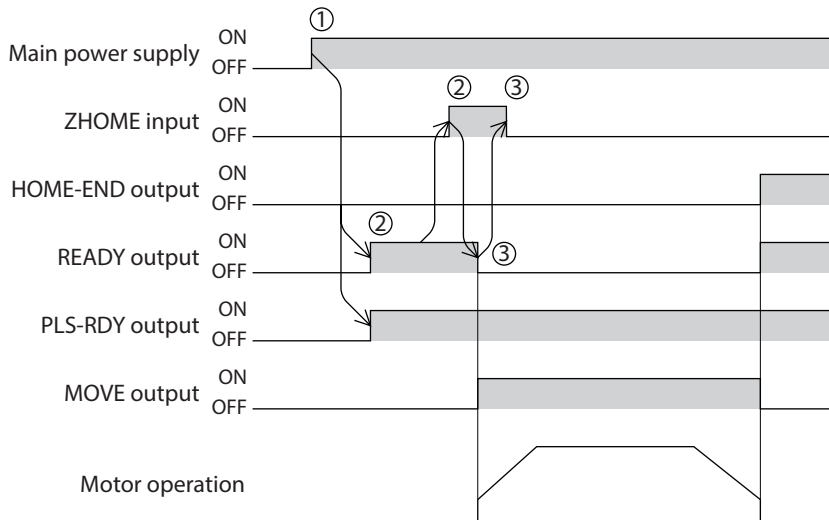 ①
Main power supply ON
OFF
② ③
ZHOME input ON
OFF
HOME-END output ON
OFF
②
READY output ON
OFF ③
PLS-RDY output ON
OFF
MOVE output ON
OFF
Motor operation